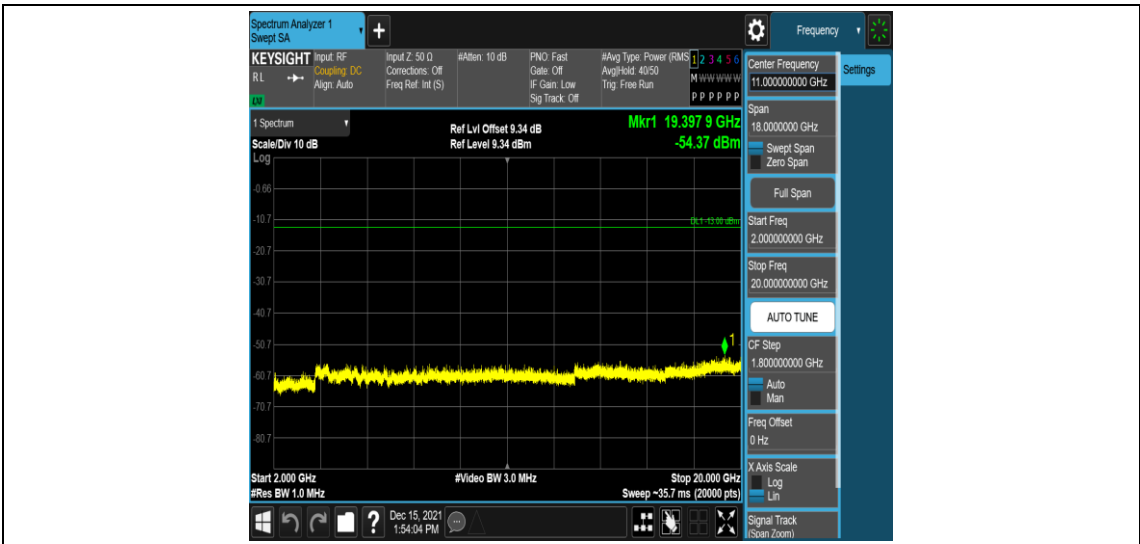 Spectrum Analyzer 1
Swept SA
+
Frequency
KEYSIGHT
RL
LXI
Input: RF
Coupling: DC
Align: Auto
Input Z: 50 Ω
Corrections: Off
Freq Ref: Int (S)
#Atten: 10 dB
PNO: Fast
Gate: Off
IF Gain: Low
Sig Track: Off
#Avg Type: Power (RMS
Avg|Hold: 40/50
Trig: Free Run
1 2 3 4 5 6
M W W W W W
P P P P P P
1 Spectrum
Scale/Div 10 dB
Log
Ref Lvl Offset 9.34 dB
Ref Level 9.34 dBm
Mkr1 19.397 9 GHz
-54.37 dBm
-0.66
-10.7
DL1 -13.00 dBm
-20.7
-30.7
-40.7
-50.7
1
-60.7
-70.7
-80.7
Start 2.000 GHz
#Res BW 1.0 MHz
#Video BW 3.0 MHz
Stop 20.000 GHz
Sweep ~35.7 ms (20000 pts)
?
Dec 15, 2021
1:54:04 PM
Center Frequency
11.000000000 GHz
Settings
Span
18.0000000 GHz
Swept Span
Zero Span
Full Span
Start Freq
2.000000000 GHz
Stop Freq
20.000000000 GHz
AUTO TUNE
CF Step
1.800000000 GHz
Auto
Man
Freq Offset
0 Hz
X Axis Scale
Log
Lin
Signal Track
(Span Zoom)